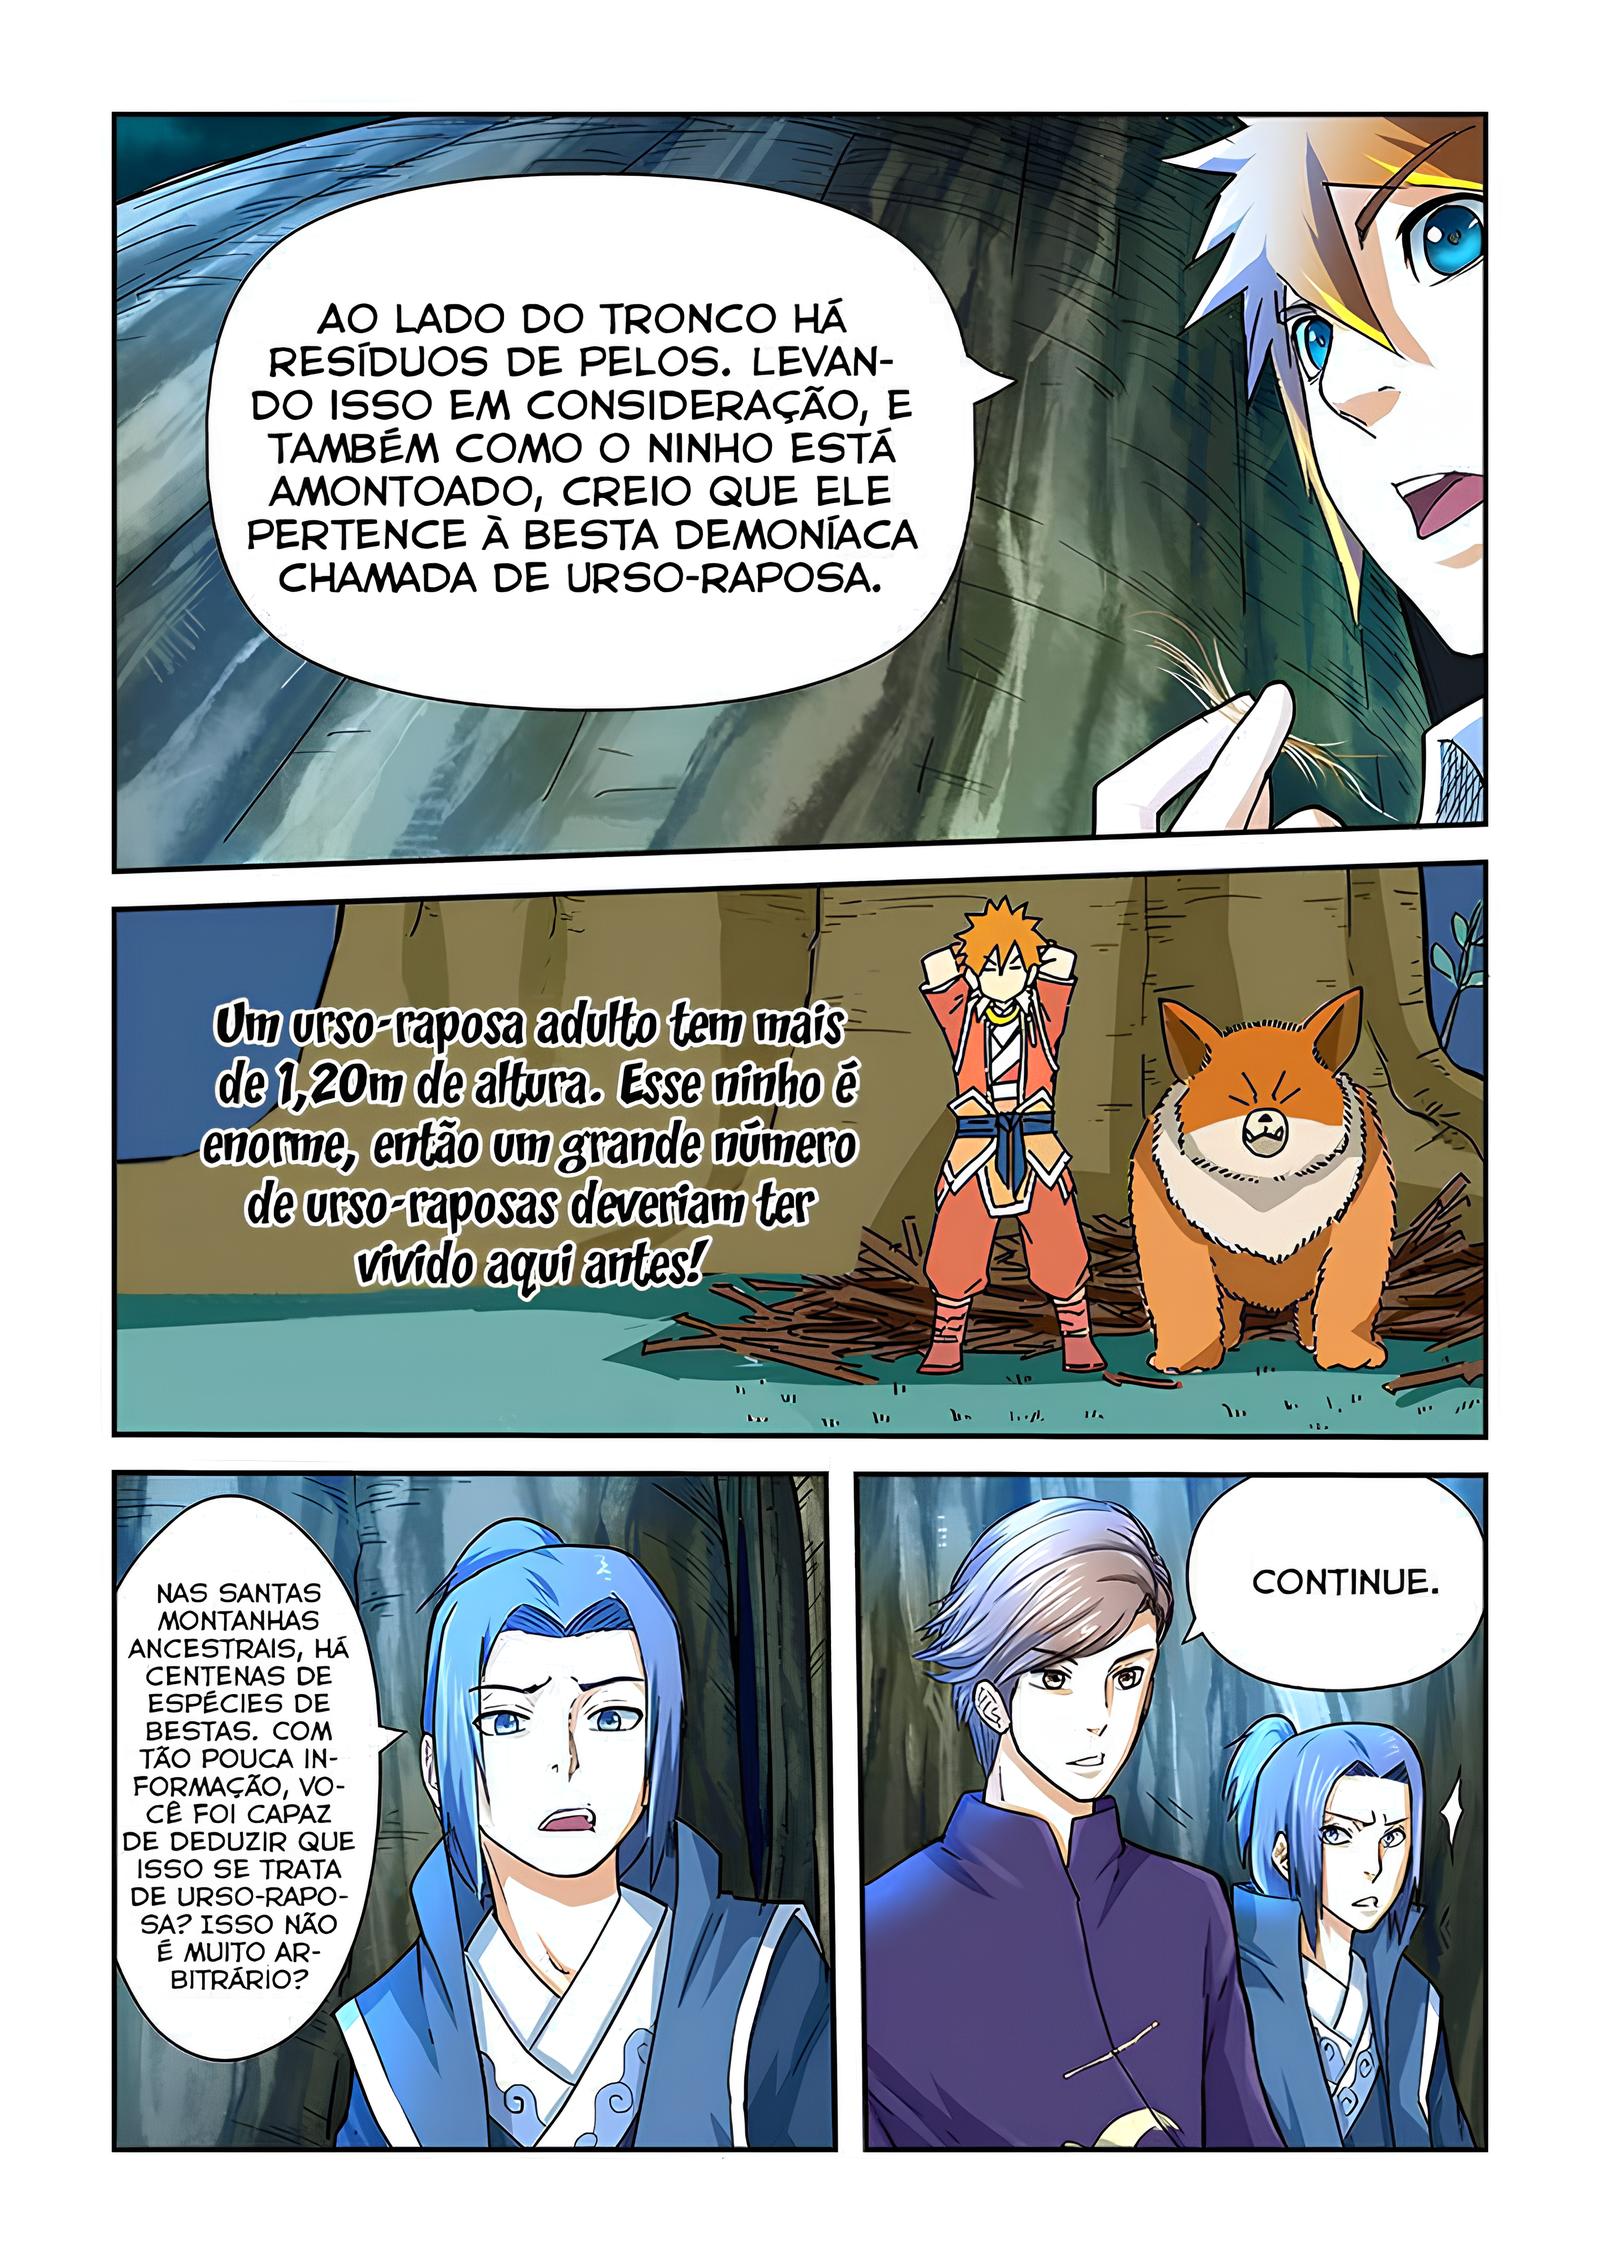 AO LADO DO TRONCO HÁ
RESÍDUOS DE PELOS. LEVAN-
DO ISSO EM CONSIDERAÇÃO, E
TAMBÉM COMO O NINHO ESTÁ
AMONTOADO, CREIO QUE ELE
PERTENCE À BESTA DEMONÍACA
CHAMADA DE URSO-RAPOSA.
Um urso-raposa adulto tem mais
de 1,20m de altura. Esse ninho é
enorme, então um grande número
de urso-raposas deveriam ter
vivido aqui antes!
NAS SANTAS
MONTANHAS
ANCESTRAIS, HÁ
CENTENAS DE
ESPÉCIES DE
BESTAS. COM
TÃO POUCA IN-
FORMAÇÃO, VO-
CÊ FOI CAPAZ
DE DEDUZIR QUE
ISSO SE TRATA
DE URSO-RAPO-
SA? ISSO NÃO
É MUITO AR-
BITRÁRIO?
CONTINUE.